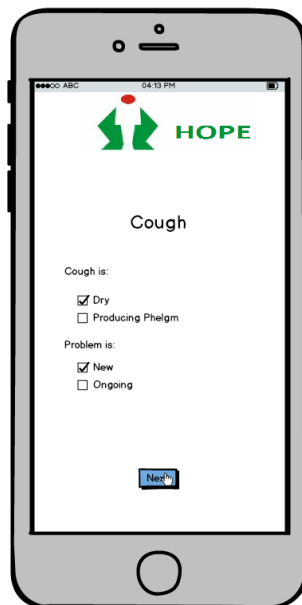 ABC 04:13 PM
HOPE
Cough
Cough is:
Dry
Producing Phelgm
Problem is:
New
Ongoing
Next